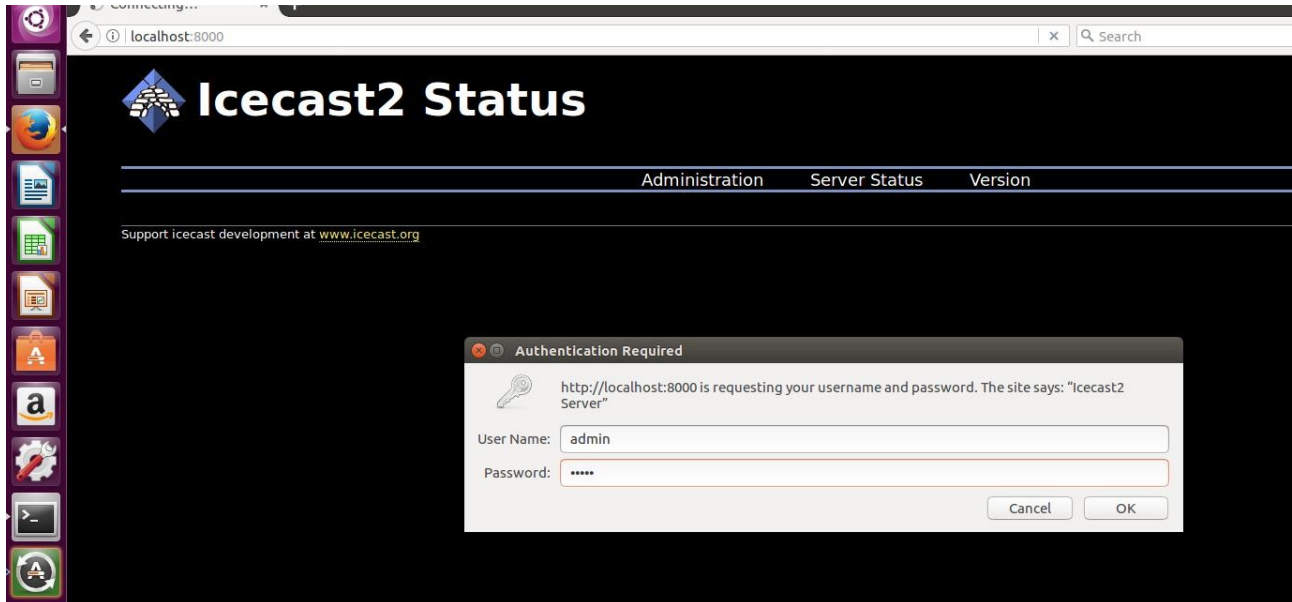 Connecting...
localhost:8000
Search
Icecast2 Status
Administration Server Status Version
Support icecast development at www.icecast.org
Authentication Required
http://localhost:8000 is requesting your username and password. The site says: “Icecast2
Server”
User Name: admin
Password: •••••
Cancel OK